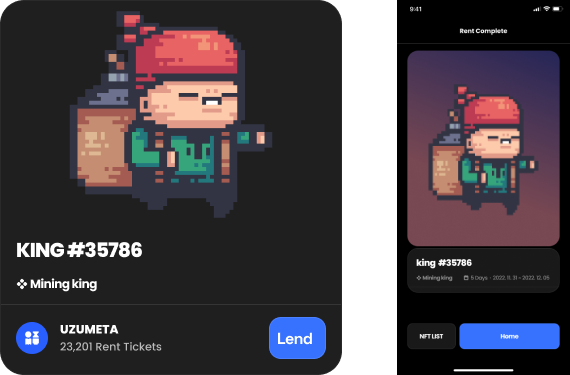 KING #35786
Mining king
UZUMETA
23,201 Rent Tickets
Lend
9:41
Rent Complete
king #35786
Mining king
5 Days · 2022. 11. 31 ~ 2022. 12. 05
NFT LIST
Home